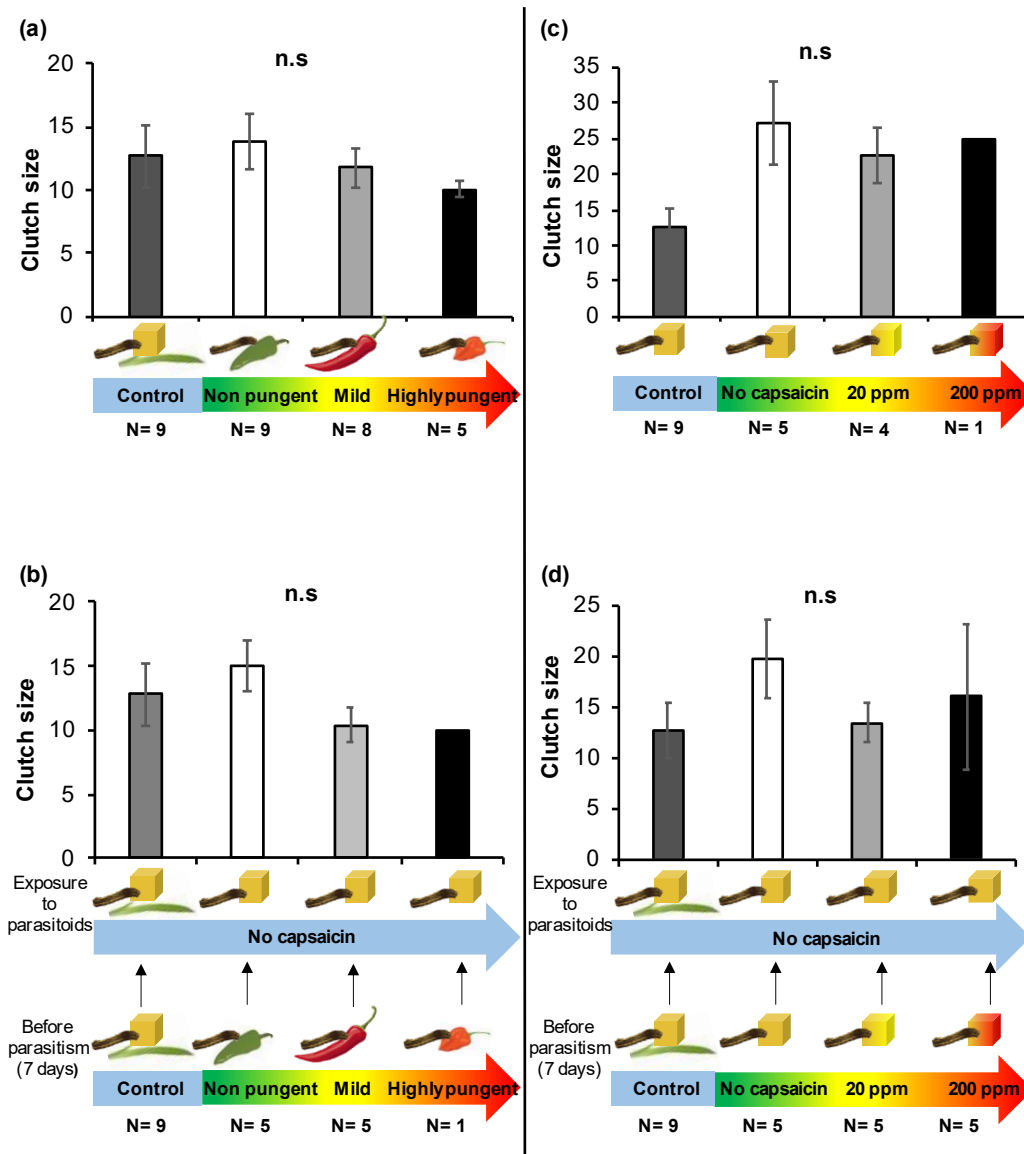 (a)
n.s
20
15
10
5
0
Clutch size
Control Non pungent Mild Highly pungent
N= 9 N= 9 N= 8 N= 5
(c)
n.s
35
30
25
20
15
10
5
0
Clutch size
Control No capsaicin 20 ppm 200 ppm
N= 9 N= 5 N= 4 N= 1
(b)
n.s
20
15
10
5
0
Clutch size
Exposure
to
parasitoids
No capsaicin
Before
parasitism
(7 days)
Control Non pungent Mild Highly pungent
N= 9 N= 5 N= 5 N= 1
(d)
n.s
25
20
15
10
5
0
Clutch size
Exposure
to
parasitoids
No capsaicin
Before
parasitism
(7 days)
Control No capsaicin 20 ppm 200 ppm
N= 9 N= 5 N= 5 N= 5